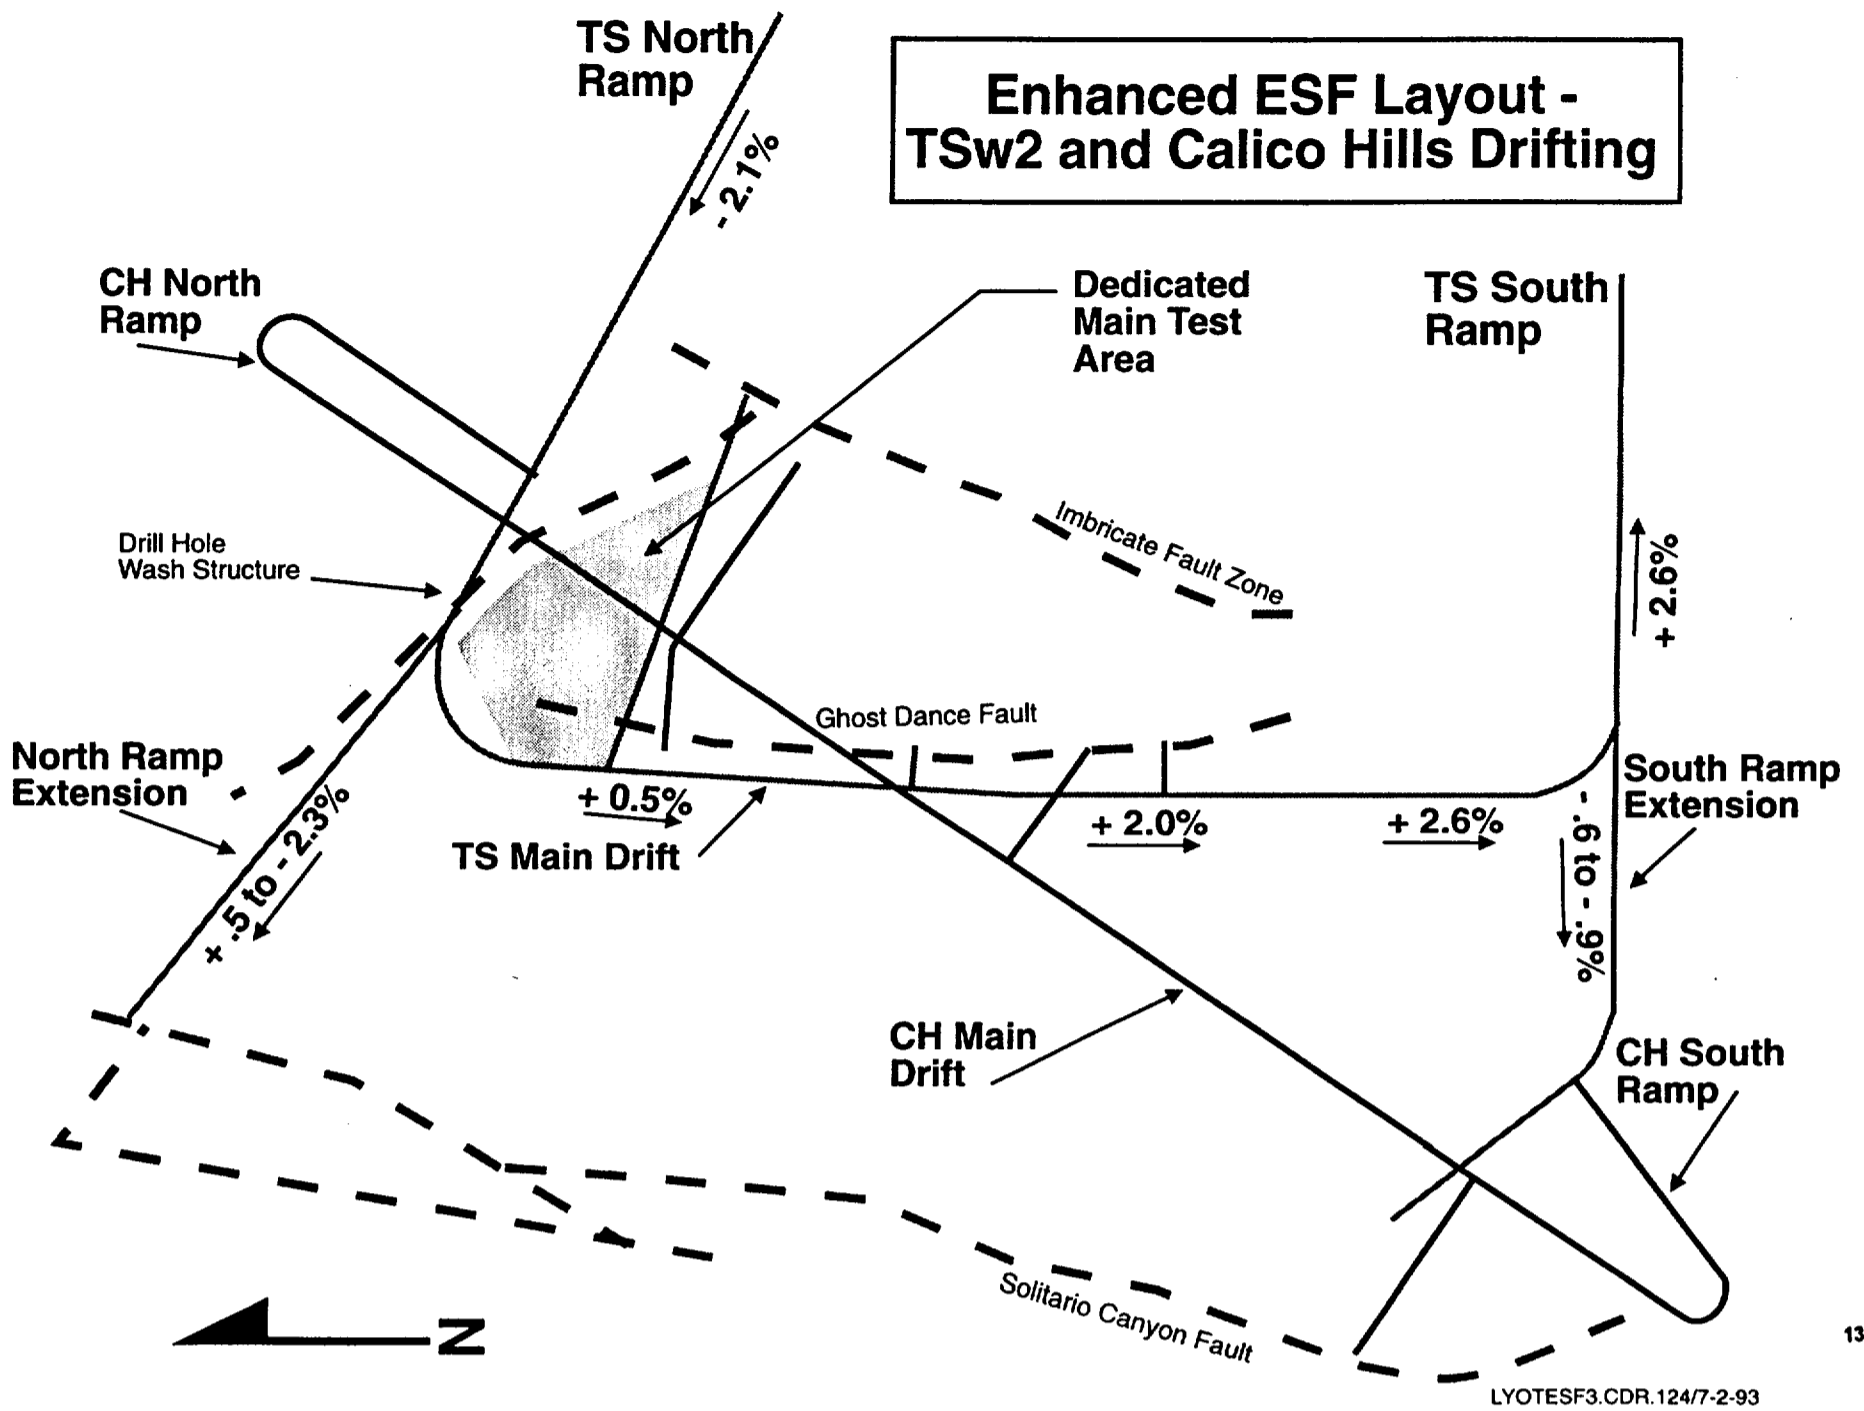 TS North
Ramp
Enhanced ESF Layout -
TSw2 and Calico Hills Drifting
- 2.1%
CH North
Ramp
Dedicated
Main Test
Area
TS South
Ramp
Drill Hole
Wash Structure
Imbricate Fault Zone
+ 2.6%
Ghost Dance Fault
North Ramp
Extension
+ 0.5%
TS Main Drift
+ 2.0%
+ 2.6%
South Ramp
Extension
- .6 to - .9%
+ .5 to - 2.3%
CH Main
Drift
CH South
Ramp
Solitario Canyon Fault
N
13
LYOTESF3.CDR.124/7-2-93